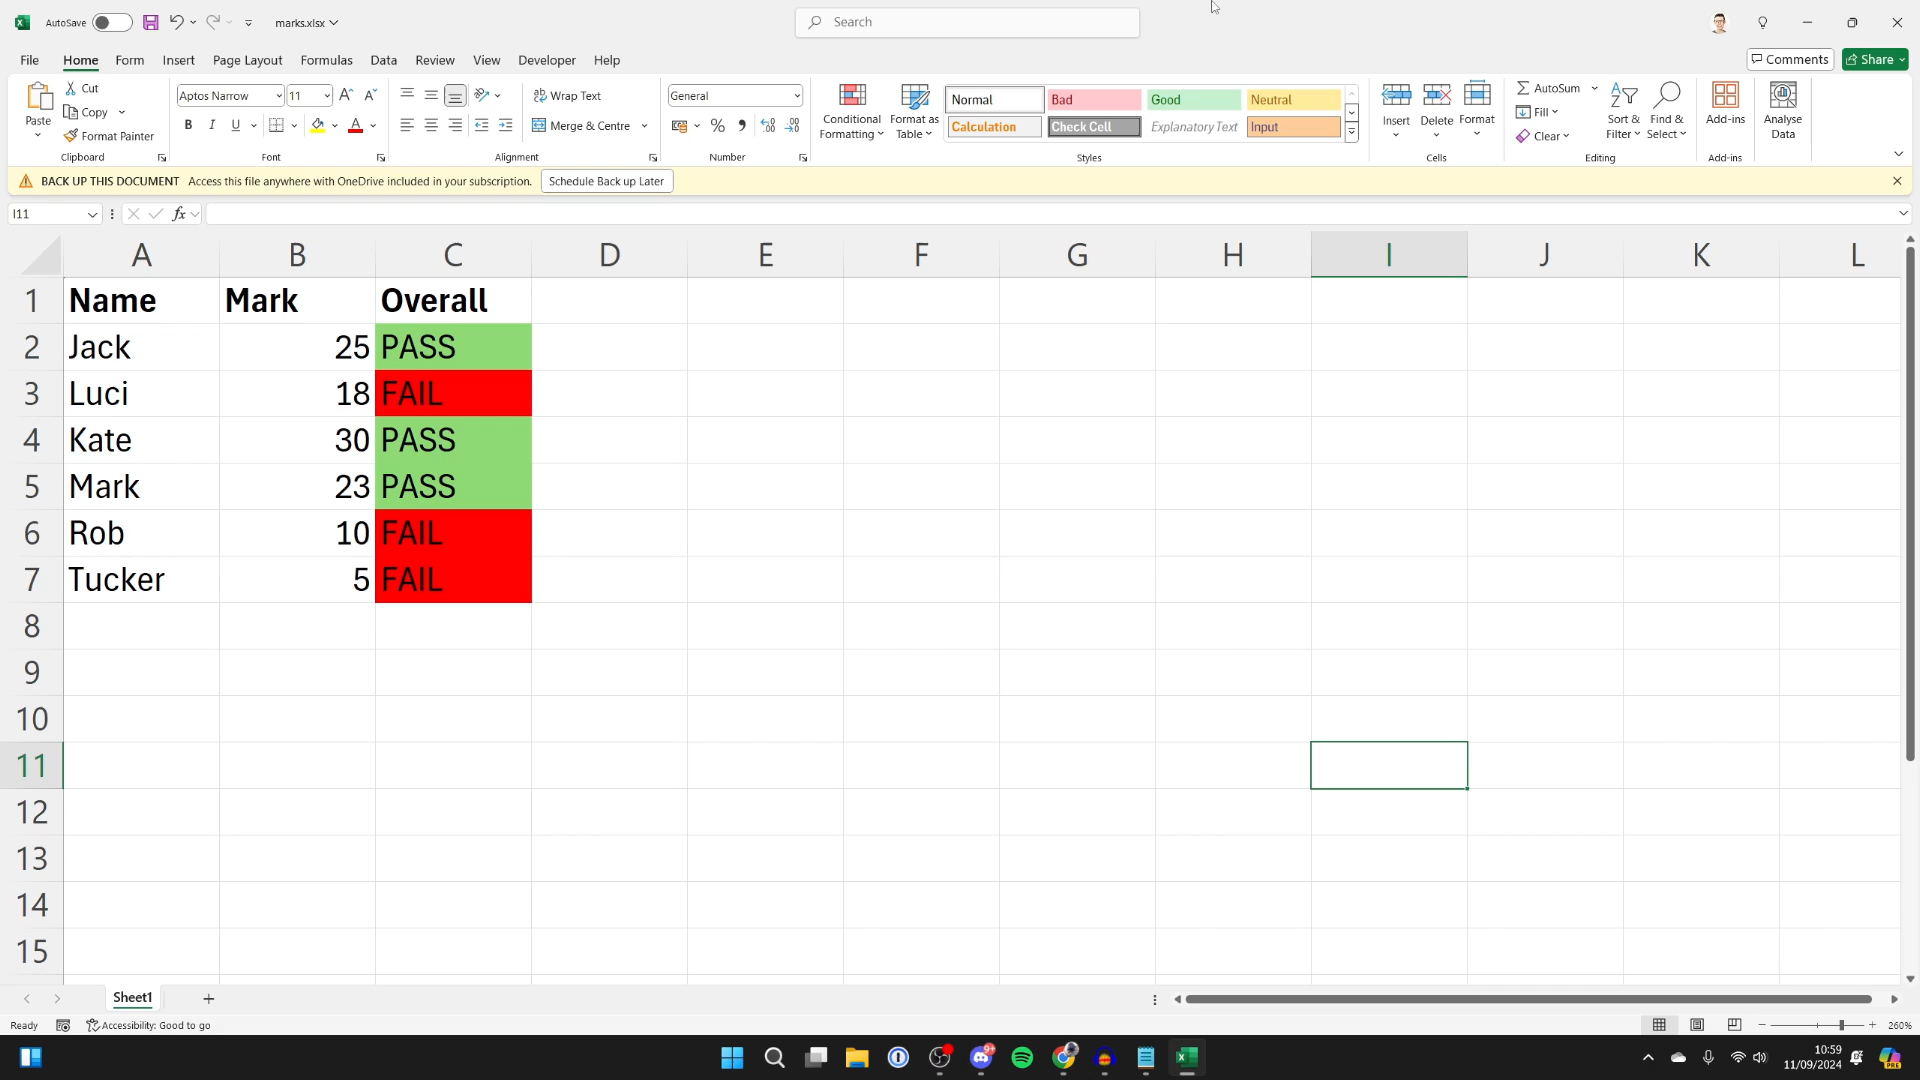 AutoSave marks.xlsx Search
File Home Form Insert Page Layout Formulas Data Review View Developer Help Comments Share
Paste Cut Copy Format Painter Clipboard
Aptos Narrow 11 B I U A Font
Wrap Text Merge & Centre Alignment
General % Number
Conditional Formatting Format as Table
Normal Bad Good Neutral
Calculation Check Cell Explanatory Text Input
Styles
Insert Delete Format Cells
AutoSum Fill Clear Sort & Filter Find & Select Editing
Add-ins Add-ins
Analyse Data
BACK UP THIS DOCUMENT Access this file anywhere with OneDrive included in your subscription. Schedule Back up Later
I11 fx
A B C D E F G H I J K L
1 Name Mark Overall
2 Jack 25 PASS
3 Luci 18 FAIL
4 Kate 30 PASS
5 Mark 23 PASS
6 Rob 10 FAIL
7 Tucker 5 FAIL
8
9
10
11
12
13
14
15
Sheet1
Ready Accessibility: Good to go 260%
9+ 10:59
11/09/2024 PRE